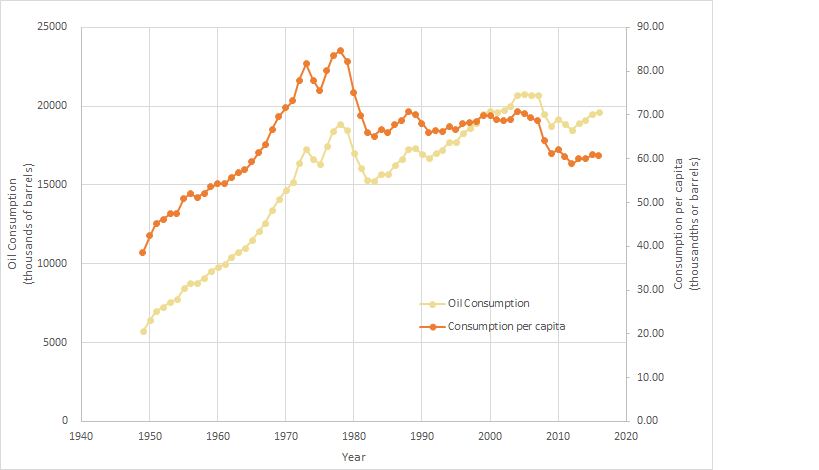 25000
20000
15000
10000
5000
0
Oil Consumption
(thousands of barrels)
90.00
80.00
70.00
60.00
50.00
40.00
30.00
20.00
10.00
0.00
Consumption per capita
(thousandths or barrels)
Oil Consumption
Consumption per capita
1940 1950 1960 1970 1980 1990 2000 2010 2020
Year